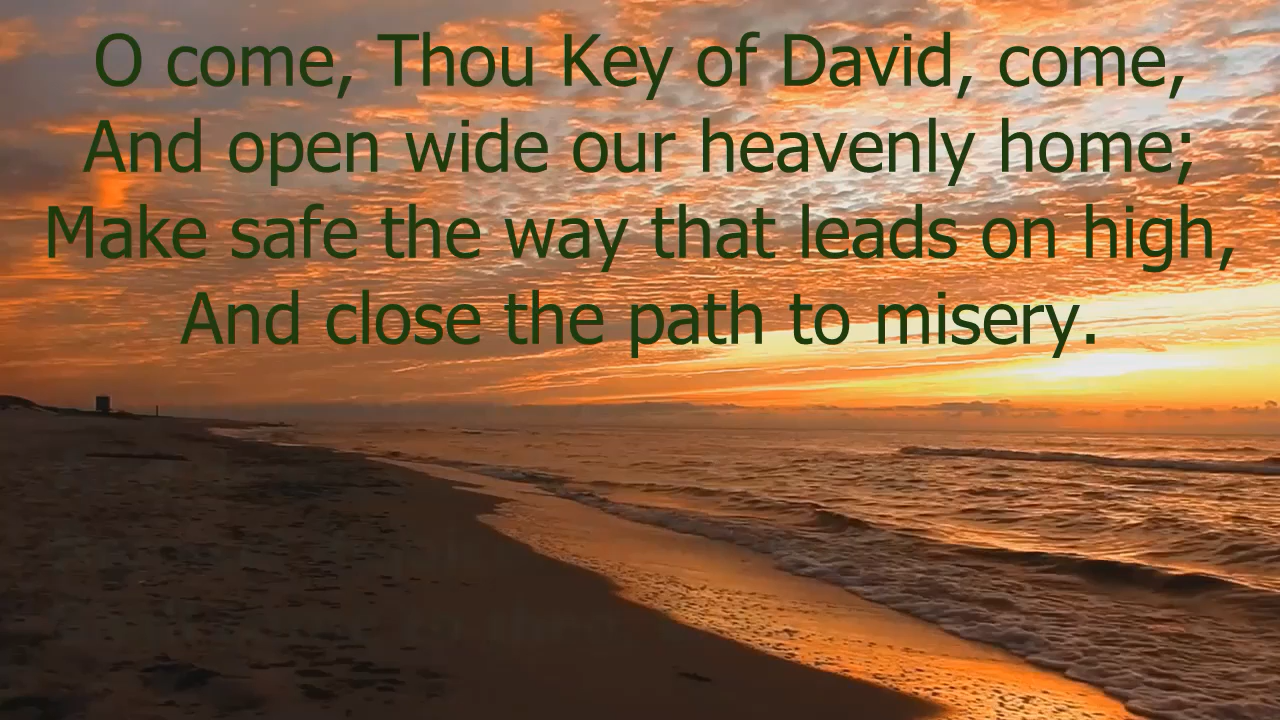 O come, Thou Key of David, come,
And open wide our heavenly home;
Make safe the way that leads on high,
And close the path to misery.